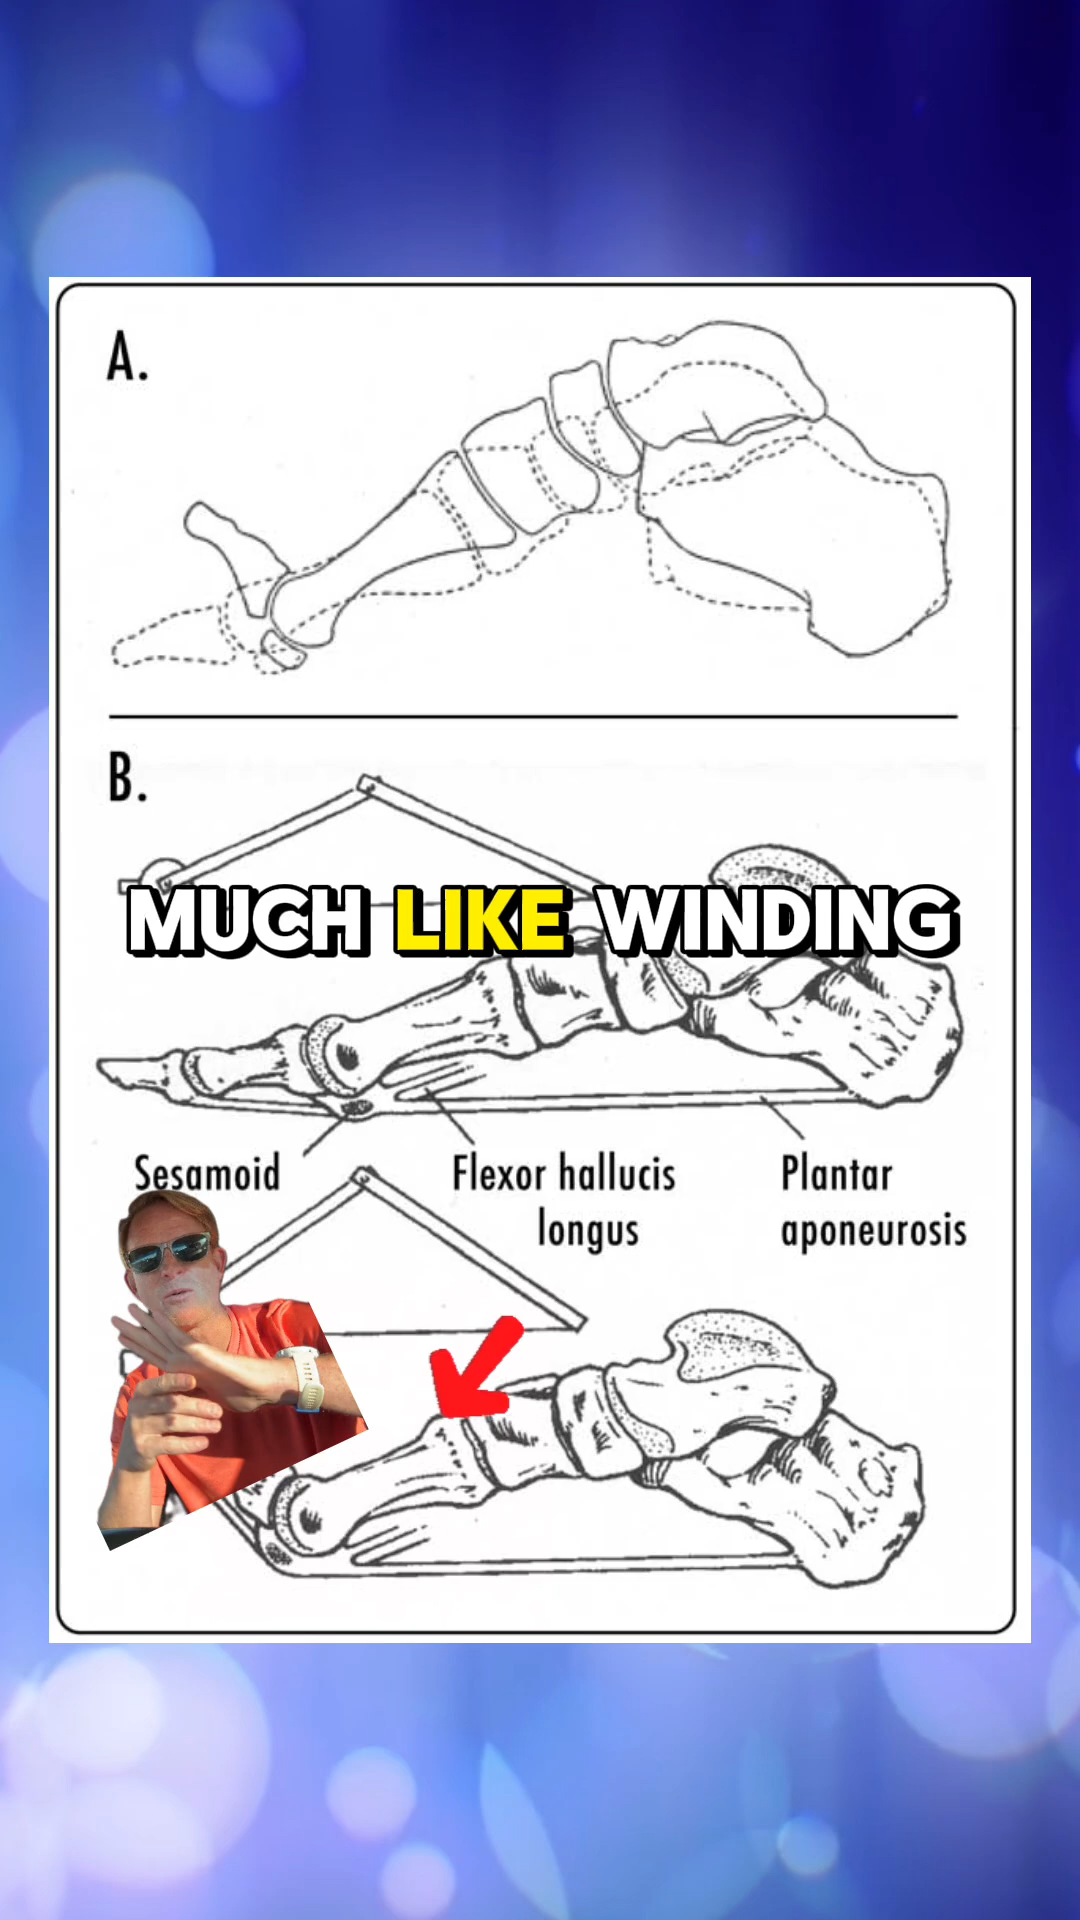 A.
B.
MUCH LIKE WINDING
Sesamoid
Flexor hallucis
longus
Plantar
aponeurosis